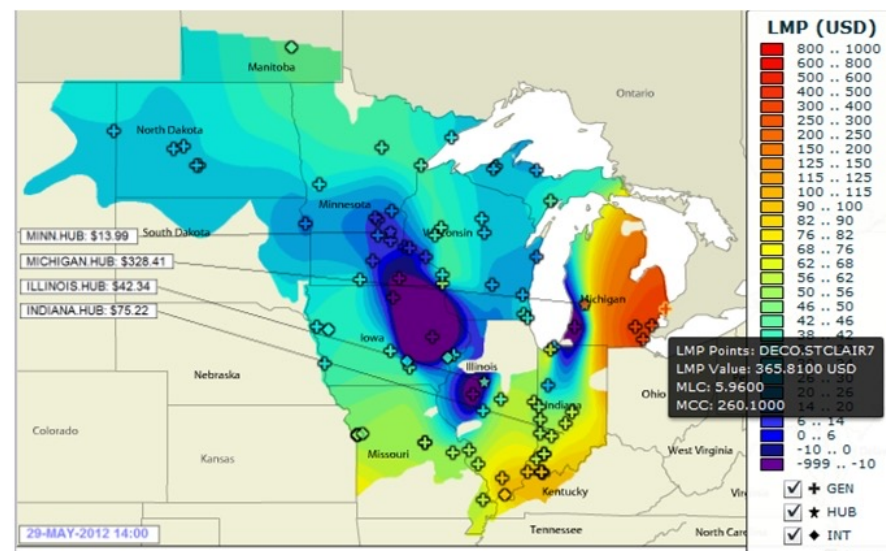 LMP (USD)
800 .. 1000
600 .. 800
500 .. 600
400 .. 500
300 .. 400
250 .. 300
200 .. 250
150 .. 200
125 .. 150
115 .. 125
100 .. 115
90 .. 100
82 .. 90
76 .. 82
68 .. 76
62 .. 68
56 .. 62
50 .. 56
46 .. 50
42 .. 46
38 .. 42
26 .. 30
20 .. 26
14 .. 20
6 .. 14
0 .. 6
-10 .. 0
-999 .. -10
GEN
HUB
INT
Manitoba
Ontario
North Dakota
Minnesota
MINN.HUB: $13.99
South Dakota
Wisconsin
MICHIGAN.HUB: $328.41
ILLINOIS.HUB: $42.34
Michigan
INDIANA.HUB: $75.22
Iowa
LMP Points: DECO.STCLAIR7
LMP Value: 365.8100 USD
MLC: 5.9600
MCC: 260.1000
Illinois
Nebraska
Ohio
Indiana
Colorado
Kansas
Missouri
West Virginia
Kentucky
Tennessee
29-MAY-2012 14:00